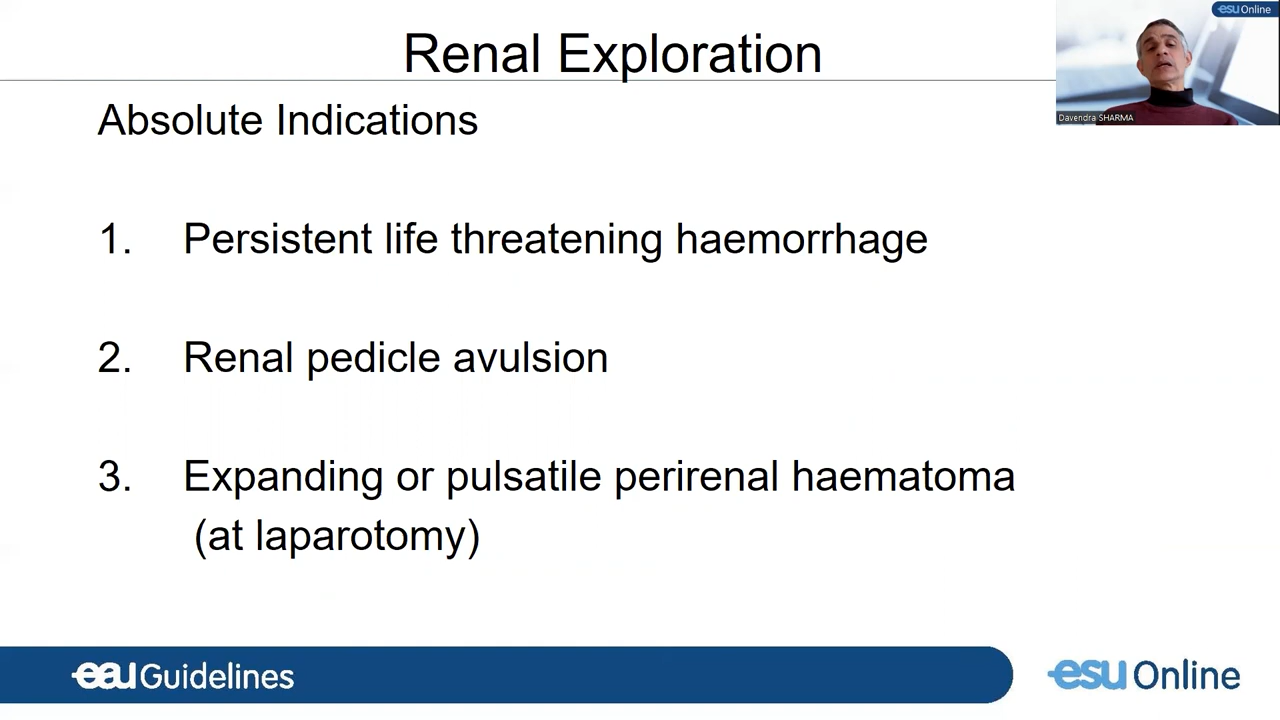 Renal Exploration
esu Online
Davendra SHARMA
Absolute Indications
1. Persistent life threatening haemorrhage
2. Renal pedicle avulsion
3. Expanding or pulsatile perirenal haematoma
(at laparotomy)
eau Guidelines
esu Online